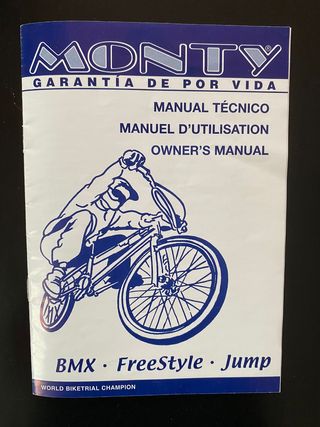 MONTY
GARANTÍA DE POR VIDA
MANUAL TÉCNICO
MANUEL D'UTILISATION
OWNER'S MANUAL
BMX · FreeStyle · Jump
WORLD BIKETRIAL CHAMPION